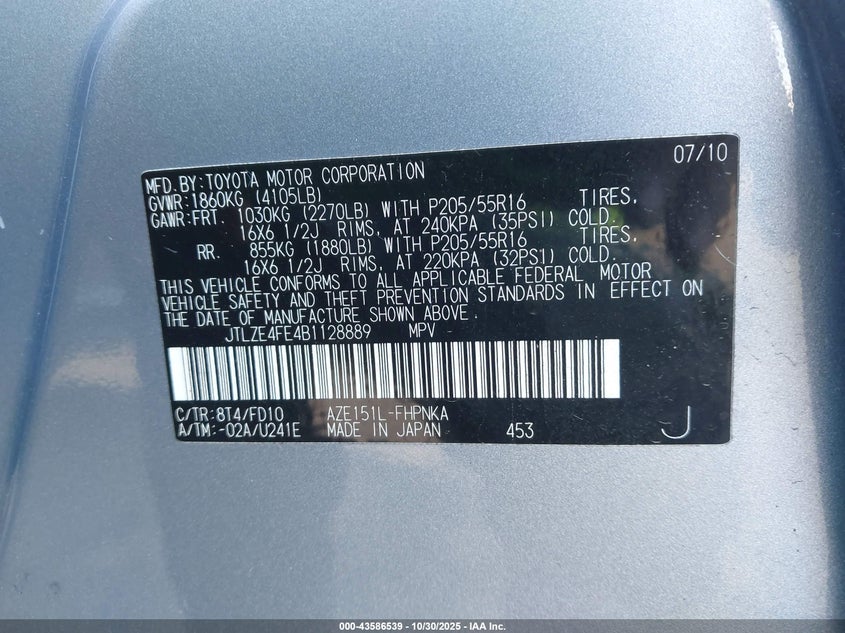 07/10
MFD.BY:TOYOTA MOTOR CORPORATION
GVWR:1860KG (4105LB)
GAWR:FRT 1030KG (2270LB) WITH P205/55R16 TIRES,
16X6 1/2J RIMS, AT 240KPA (35PSI) COLD.
RR. 855KG (1880LB) WITH P205/55R16 TIRES,
16X6 1/2J RIMS, AT 220KPA (32PSI) COLD.
THIS VEHICLE CONFORMS TO ALL APPLICABLE FEDERAL MOTOR
VEHICLE SAFETY AND THEFT PREVENTION STANDARDS IN EFFECT ON
THE DATE OF MANUFACTURE SHOWN ABOVE.
JTLZE4FE4B1128889 MPV
C/TR:8T4/FD10 AZE151L-FHPNKA
A/TM:-02A/U241E MADE IN JAPAN 453 J
000-43586539 - 10/30/2025 - IAA Inc.